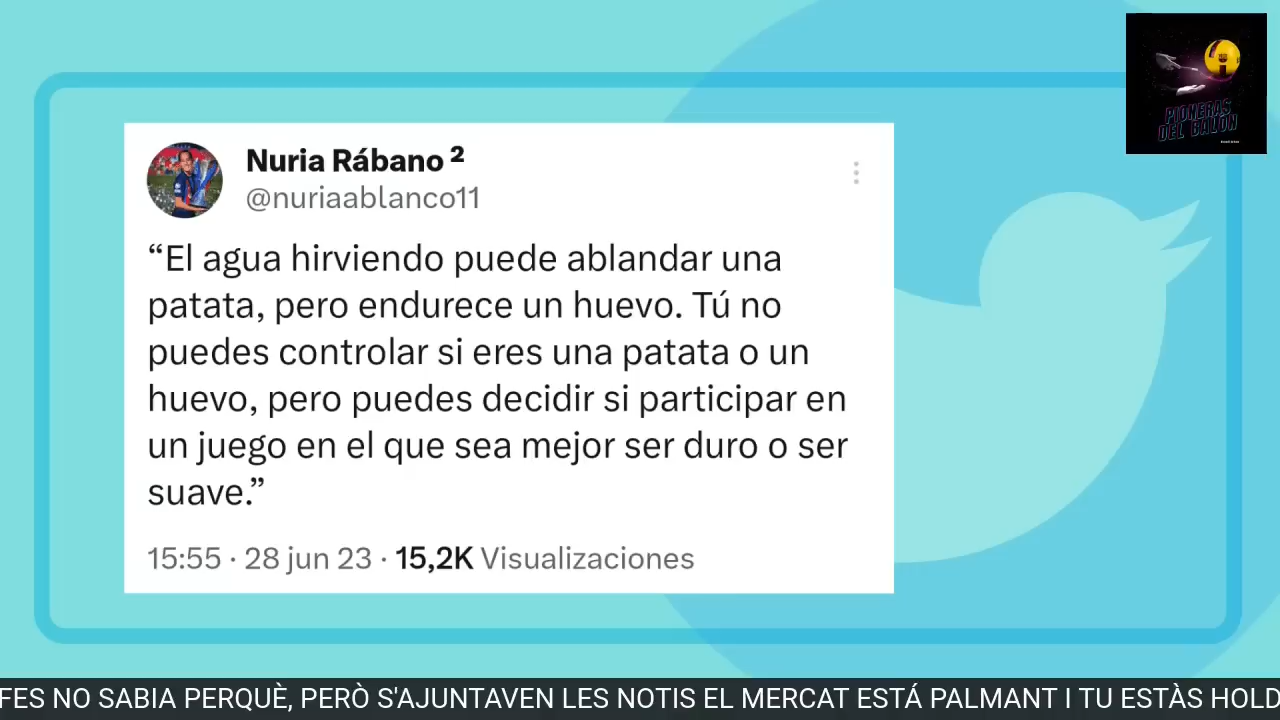 PIONERAS
DEL BALÓN
Nuria Rábano ²
@nuriaablanco11
“El agua hirviendo puede ablandar una
patata, pero endurece un huevo. Tú no
puedes controlar si eres una patata o un
huevo, pero puedes decidir si participar en
un juego en el que sea mejor ser duro o ser
suave.”
15:55 · 28 jun 23 · 15,2K Visualizaciones
FES NO SABIA PERQUÈ, PERÒ S'AJUNTAVEN LES NOTIS EL MERCAT ESTÁ PALMANT I TU ESTÀS HOLD